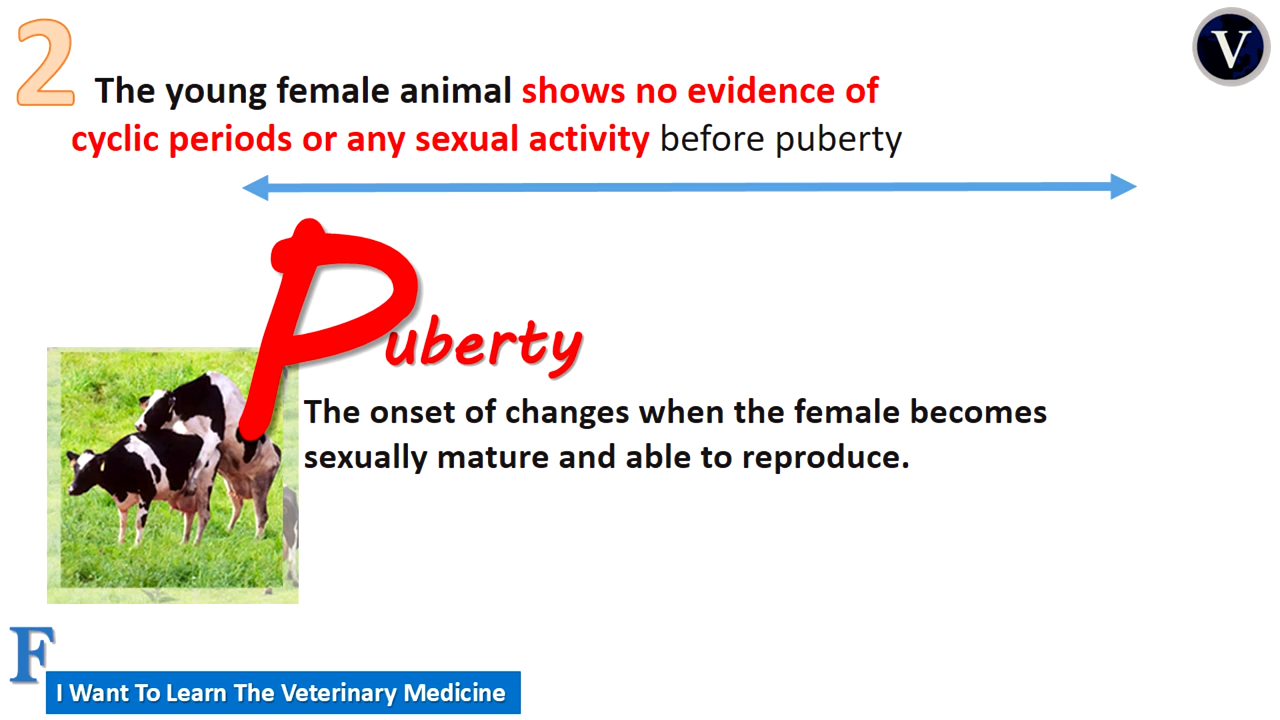 2
The young female animal shows no evidence of
cyclic periods or any sexual activity before puberty
V
Puberty
The onset of changes when the female becomes
sexually mature and able to reproduce.
F
I Want To Learn The Veterinary Medicine